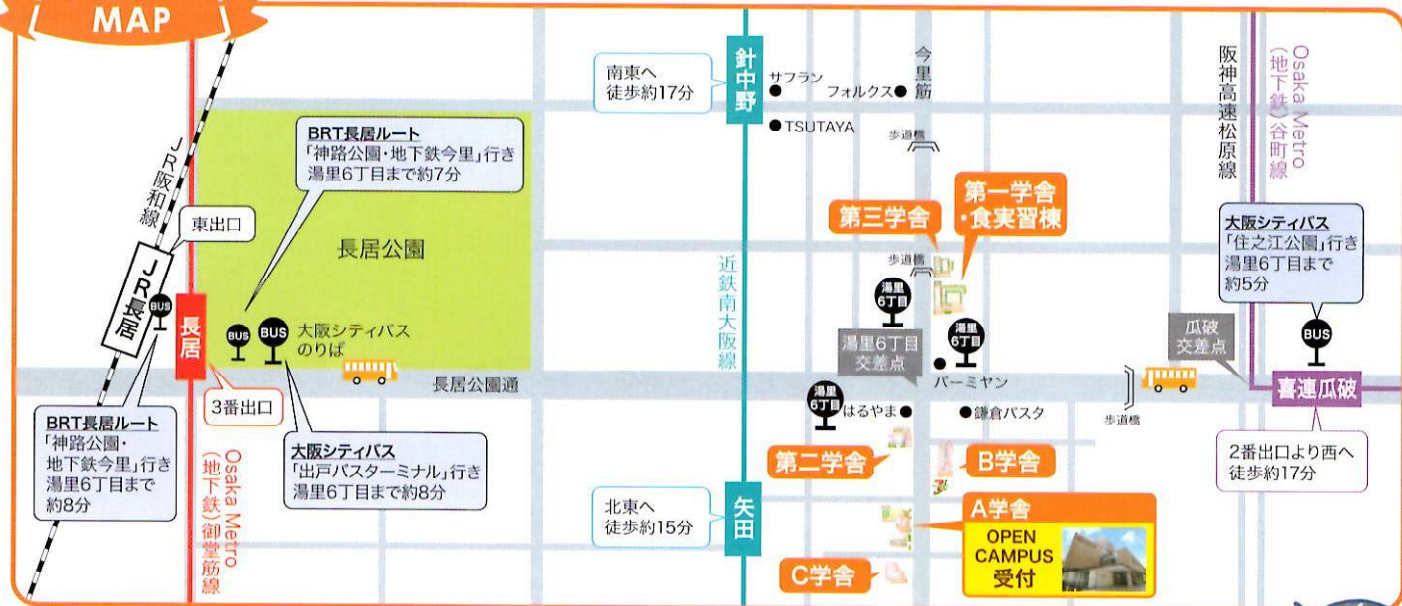 MAP
JR阪和線
東出口
JR長居
BUS
長居
BRT長居ルート
「神路公園・地下鉄今里」行き
湯里6丁目まで約7分
長居公園
BUS
BUS
大阪シティバス
のりば
長居公園通
3番出口
BRT長居ルート
「神路公園・
地下鉄今里」行き
湯里6丁目まで
約8分
Osaka Metro
(地下鉄)御堂筋線
大阪シティバス
「出戸バスターミナル」行き
湯里6丁目まで約8分
南東へ
徒歩約17分
針中野
サフラン
フォルクス
TSUTAYA
今里筋
歩道橋
近鉄南大阪線
第三学舎
第一学舎
・食実習棟
歩道橋
湯里
6丁目
湯里6丁目
交差点
湯里
6丁目
バーミヤン
湯里
6丁目
はるやま
鎌倉パスタ
歩道橋
第二学舎
B学舎
北東へ
徒歩約15分
矢田
A学舎
OPEN
CAMPUS
受付
C学舎
阪神高速松原線
Osaka Metro
(地下鉄)谷町線
大阪シティバス
「住之江公園」行き
湯里6丁目まで
約5分
BUS
瓜破
交差点
喜連瓜破
2番出口より西へ
徒歩約17分